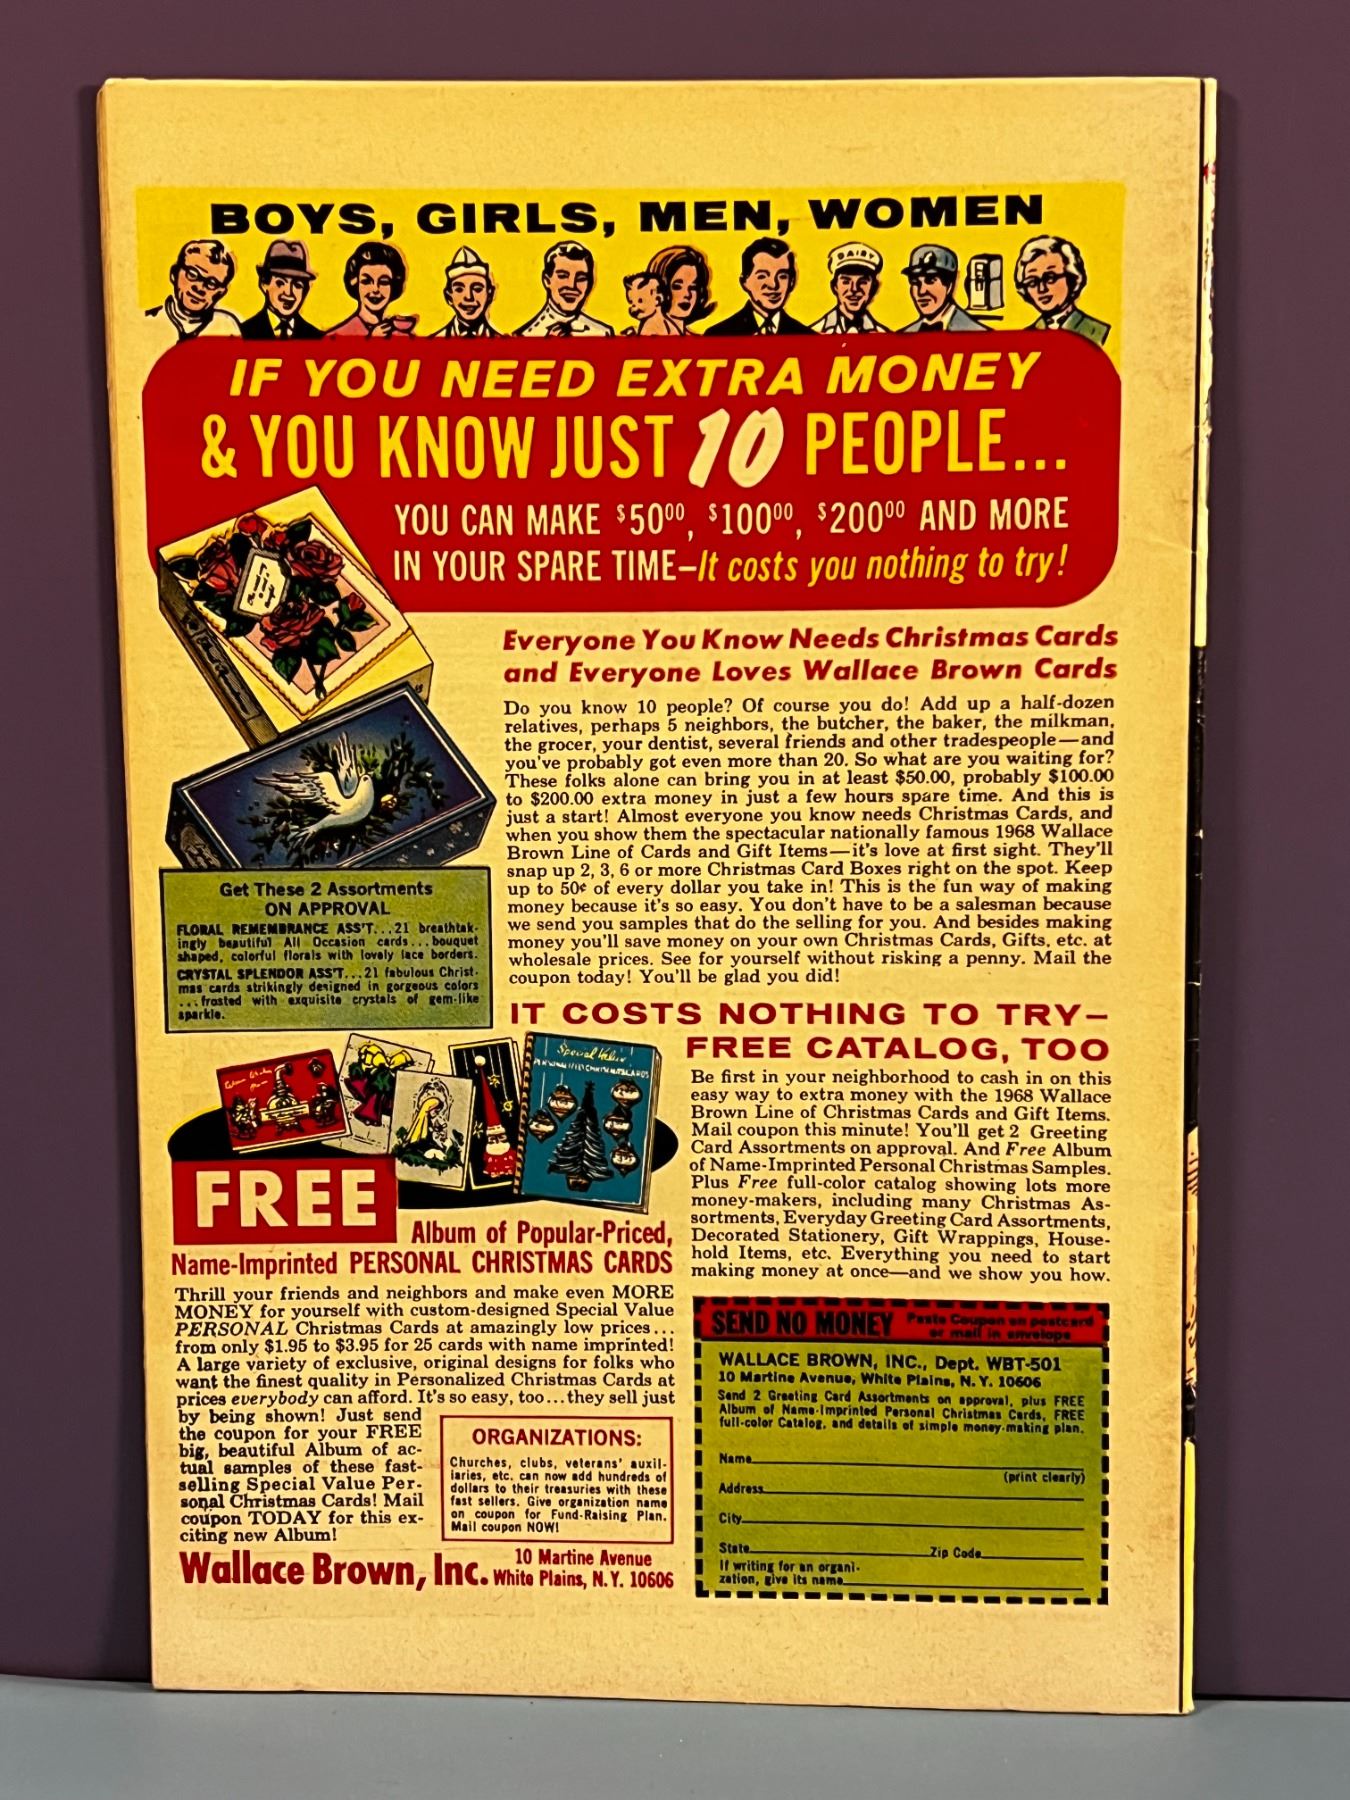 BOYS, GIRLS, MEN, WOMEN
DAIRY
IF YOU NEED EXTRA MONEY
& YOU KNOW JUST 10 PEOPLE...
YOU CAN MAKE $50⁰⁰, $100⁰⁰, $200⁰⁰ AND MORE
IN YOUR SPARE TIME—It costs you nothing to try!
Everyone You Know Needs Christmas Cards
and Everyone Loves Wallace Brown Cards
Do you know 10 people? Of course you do! Add up a half-dozen
relatives, perhaps 5 neighbors, the butcher, the baker, the milkman,
the grocer, your dentist, several friends and other tradespeople—and
you've probably got even more than 20. So what are you waiting for?
These folks alone can bring you in at least $50.00, probably $100.00
to $200.00 extra money in just a few hours spare time. And this is
just a start! Almost everyone you know needs Christmas Cards, and
when you show them the spectacular nationally famous 1968 Wallace
Brown Line of Cards and Gift Items—it's love at first sight. They'll
snap up 2, 3, 6 or more Christmas Card Boxes right on the spot. Keep
up to 50¢ of every dollar you take in! This is the fun way of making
money because it's so easy. You don't have to be a salesman because
we send you samples that do the selling for you. And besides making
money you'll save money on your own Christmas Cards, Gifts, etc. at
wholesale prices. See for yourself without risking a penny. Mail the
coupon today! You'll be glad you did!
Get These 2 Assortments
ON APPROVAL
FLORAL REMEMBRANCE ASS'T...21 breathtak-
ingly beautiful All Occasion cards...bouquet
shaped, colorful florals with lovely lace borders.
CRYSTAL SPLENDOR ASS'T...21 fabulous Christ-
mas cards strikingly designed in gorgeous colors
...frosted with exquisite crystals of gem-like
sparkle.
IT COSTS NOTHING TO TRY—
FREE CATALOG, TOO
Be first in your neighborhood to cash in on this
easy way to extra money with the 1968 Wallace
Brown Line of Christmas Cards and Gift Items.
Mail coupon this minute! You'll get 2 Greeting
Card Assortments on approval. And Free Album
of Name-Imprinted Personal Christmas Samples.
Plus Free full-color catalog showing lots more
money-makers, including many Christmas As-
sortments, Everyday Greeting Card Assortments,
Decorated Stationery, Gift Wrappings, House-
hold Items, etc. Everything you need to start
making money at once—and we show you how.
Special Value
PERSONALIZED CHRISTMAS CARDS
FREE
Album of Popular-Priced,
Name-Imprinted PERSONAL CHRISTMAS CARDS
Thrill your friends and neighbors and make even MORE
MONEY for yourself with custom-designed Special Value
PERSONAL Christmas Cards at amazingly low prices...
from only $1.95 to $3.95 for 25 cards with name imprinted!
A large variety of exclusive, original designs for folks who
want the finest quality in Personalized Christmas Cards at
prices everybody can afford. It's so easy, too...they sell just
by being shown! Just send
the coupon for your FREE
big, beautiful Album of ac-
tual samples of these fast-
selling Special Value Per-
sonal Christmas Cards! Mail
coupon TODAY for this ex-
citing new Album!
ORGANIZATIONS:
Churches, clubs, veterans' auxil-
iaries, etc. can now add hundreds of
dollars to their treasuries with these
fast sellers. Give organization name
on coupon for Fund-Raising Plan.
Mail coupon NOW!
Wallace Brown, Inc. 10 Martine Avenue
White Plains, N.Y. 10606
SEND NO MONEY Paste Coupon on postcard
or mail in envelope
WALLACE BROWN, INC., Dept. WBT-501
10 Martine Avenue, White Plains, N. Y. 10606
Send 2 Greeting Card Assortments on approval, plus FREE
Album of Name-Imprinted Personal Christmas Cards, FREE
full-color Catalog, and details of simple money-making plan.
Name
(print clearly)
Address
City
State Zip Code
If writing for an organi-
zation, give its name